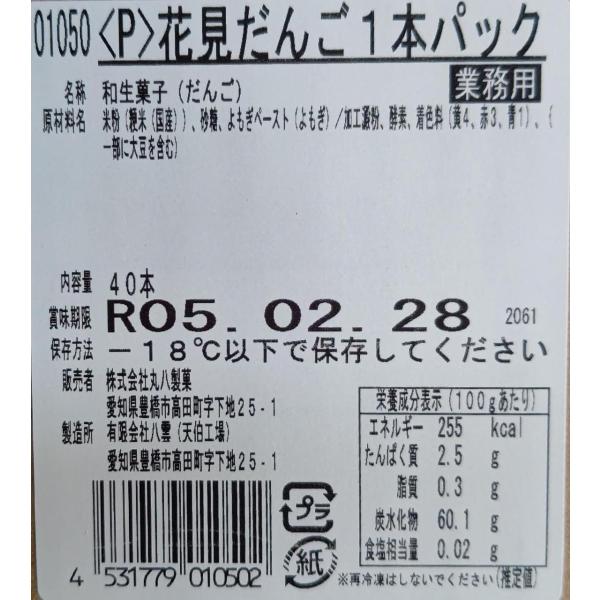 01050 <P>花見だんご1本パック
業務用
名称 和生菓子(だんご)
原材料名 米粉(粳米(国産))、砂糖、よもぎペースト(よもぎ)/加工澱粉、酵素、着色料(黄4、赤3、青1)、(
一部に大豆を含む)
内容量 40本
賞味期限 R05.02.28 2061
保存方法 -18℃以下で保存してください
販売者 株式会社丸八製菓
愛知県豊橋市高田町字下地25-1
製造所 有限会社八雲(天伯工場)
愛知県豊橋市高田町字下地25-1
栄養成分表示(100gあたり)
エネルギー 255 kcal
たんぱく質 2.5 g
脂質 0.3 g
炭水化物 60.1 g
食塩相当量 0.02 g
(推定値)
プラ
紙
4 531779 010502
※再冷凍はしないでください